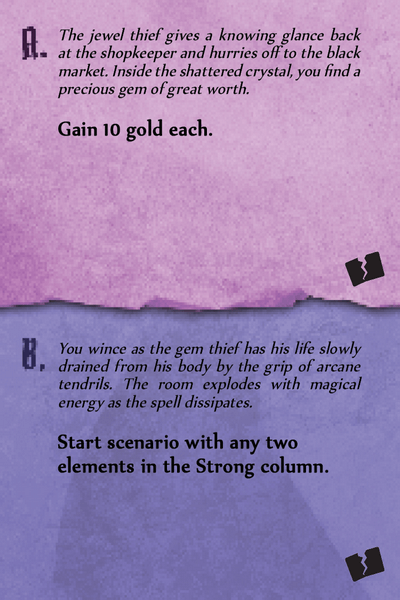 A.
The jewel thief gives a knowing glance back
at the shopkeeper and hurries off to the black
market. Inside the shattered crystal, you find a
precious gem of great worth.
Gain 10 gold each.
B.
You wince as the gem thief has his life slowly
drained from his body by the grip of arcane
tendrils. The room explodes with magical
energy as the spell dissipates.
Start scenario with any two
elements in the Strong column.